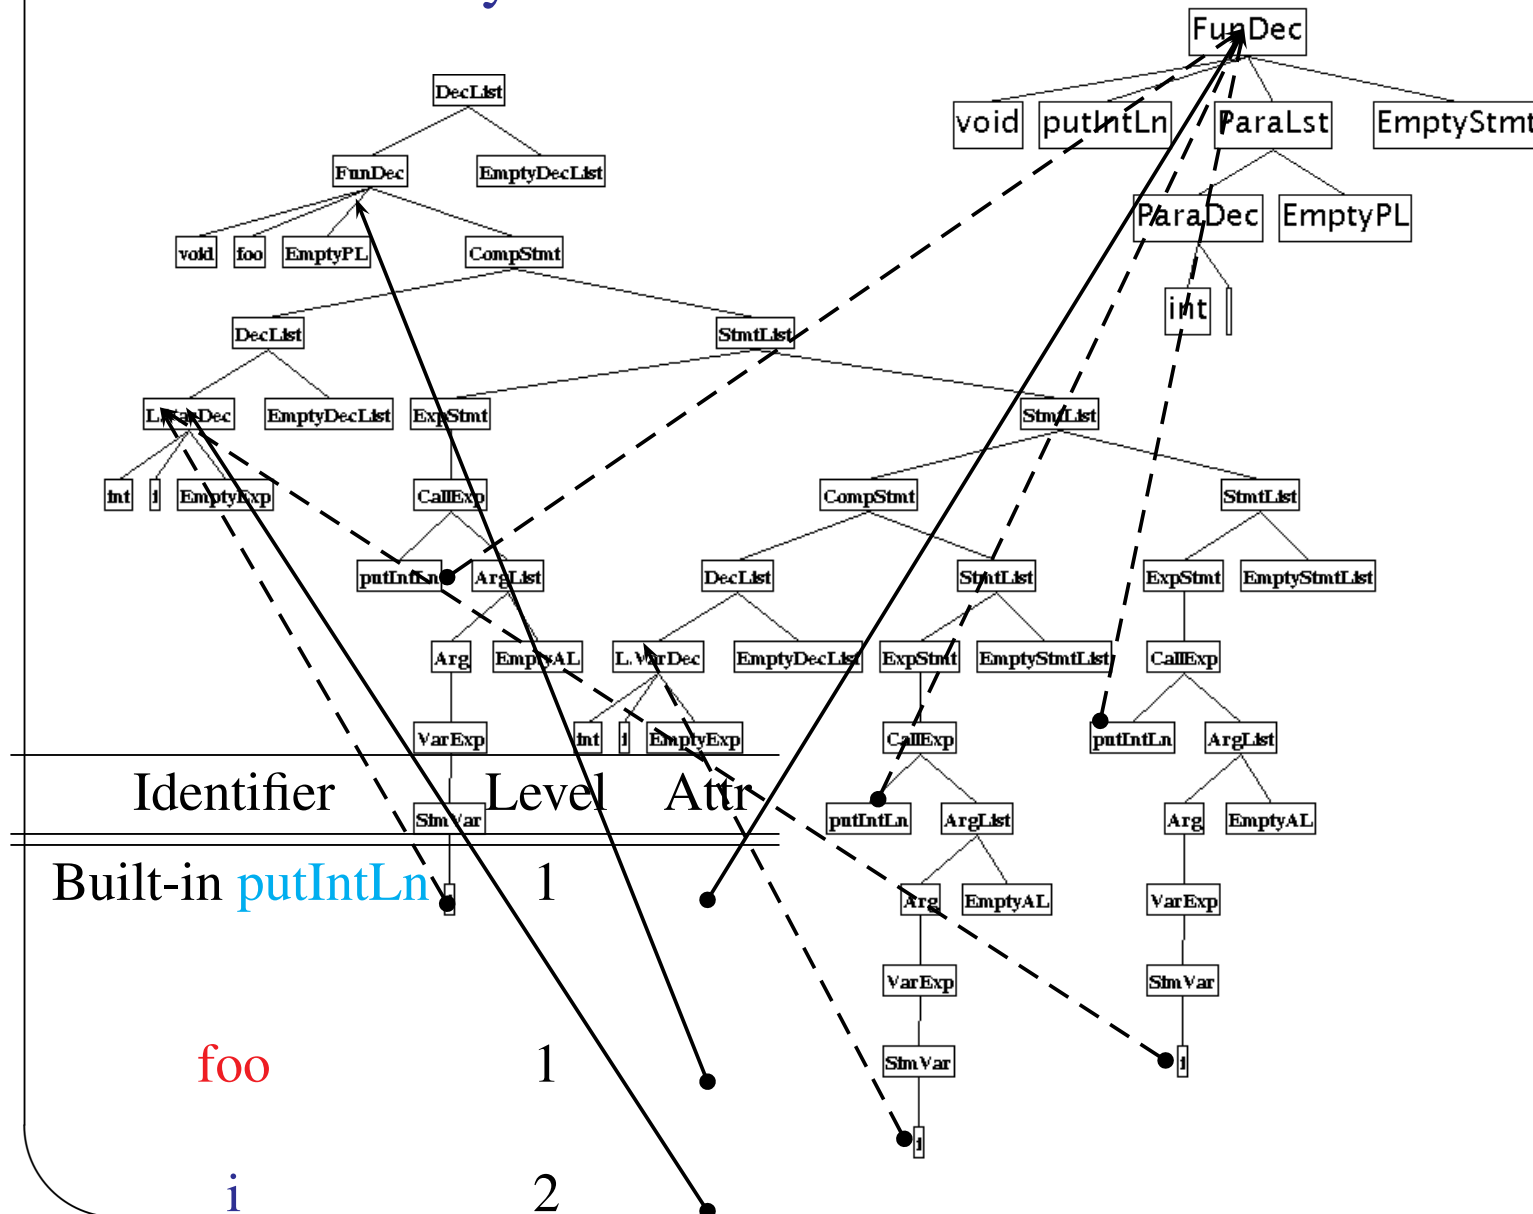 FunDec
void putIntLn ParaLst EmptyStmt
ParaDec EmptyPL
int
DecList
FunDec EmptyDecList
void foo EmptyPL CompStmt
DecList StmtList
L.VarDec EmptyDecList ExpStmt StmtList
int i EmptyExp CallExp CompStmt StmtList
putIntLn ArgList DecList StmtList ExpStmt EmptyStmtList
Arg EmptyAL L.VarDec EmptyDecList ExpStmt EmptyStmtList CallExp
VarExp int i EmptyExp CallExp putIntLn ArgList
SimVar putIntLn ArgList Arg EmptyAL
Arg EmptyAL VarExp
VarExp SimVar
SimVar i
i
Identifier Level Attr
Built-in putIntLn 1
foo 1
i 2